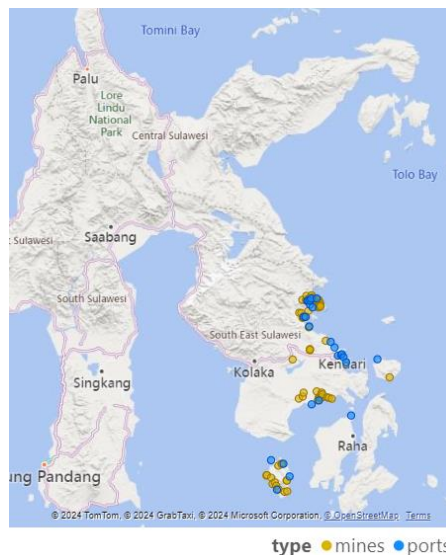 Tomini Bay
Palu
Lore
Lindu
National
Park
Central Sulawesi
Tolo Bay
Saabang
t Sulawesi
South Sulawesi
South East Sulawesi
Kolaka
Kendari
Singkang
Raha
ung Pandang
© 2024 TomTom, © 2024 GrabTaxi, © 2024 Microsoft Corporation, © OpenStreetMap Terms
type mines ports